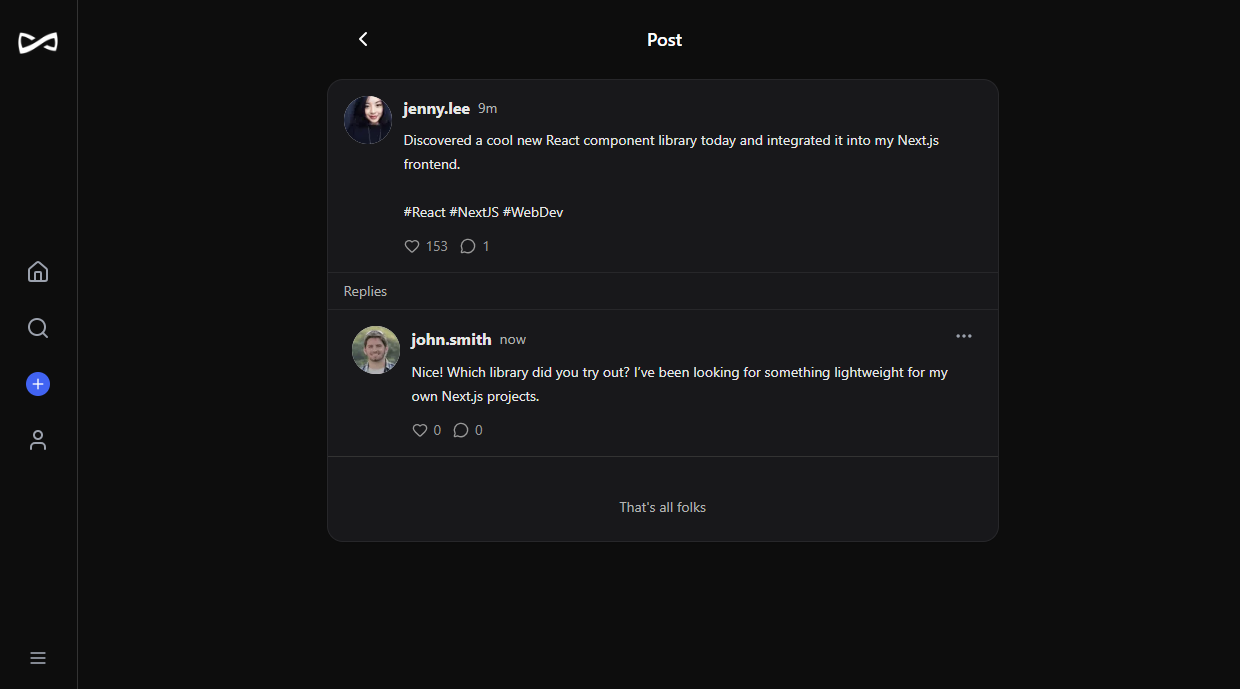 Post
jenny.lee 9m
Discovered a cool new React component library today and integrated it into my Next.js
frontend.
#React #NextJS #WebDev
153 1
Replies
john.smith now
Nice! Which library did you try out? I’ve been looking for something lightweight for my
own Next.js projects.
0 0
That's all folks